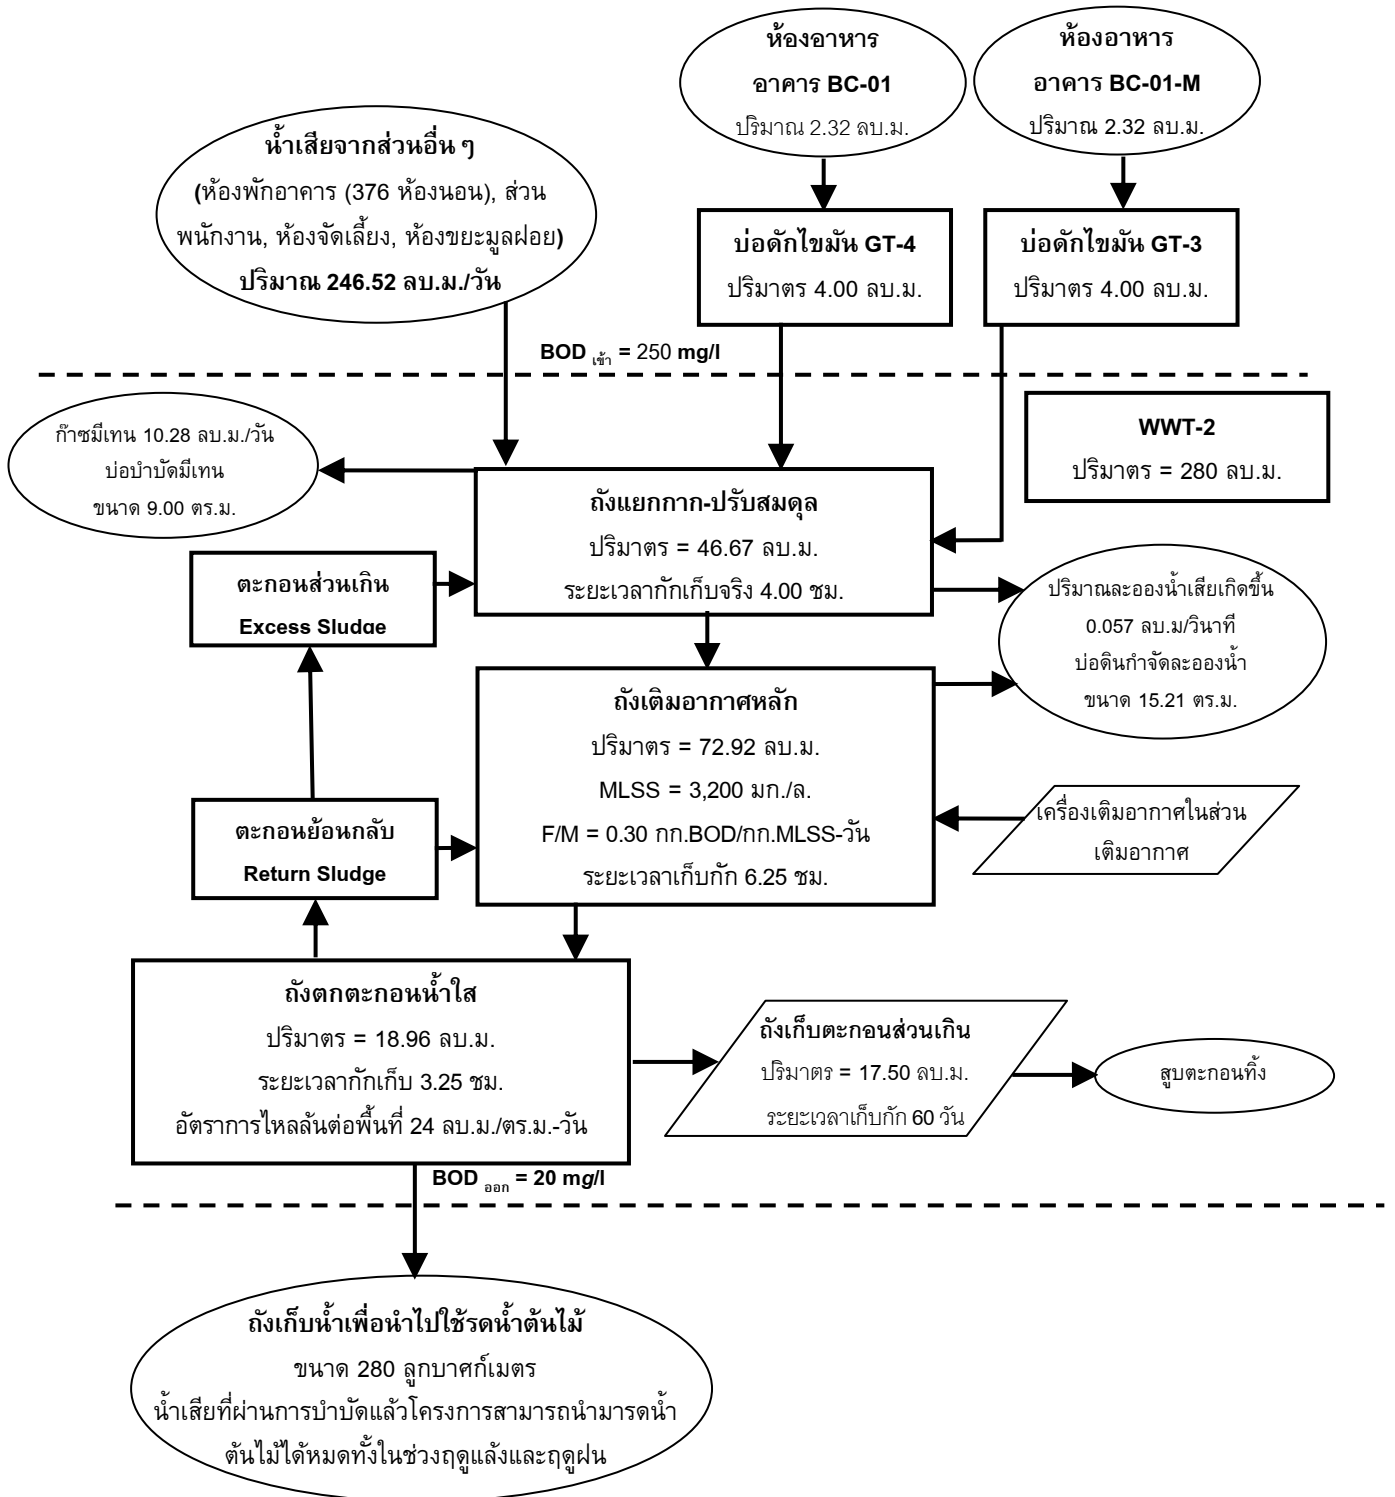 ห้องอาหาร
อาคาร BC-01
ปริมาณ 2.32 ลบ.ม.
ห้องอาหาร
อาคาร BC-01-M
ปริมาณ 2.32 ลบ.ม.
น้ำเสียจากส่วนอื่น ๆ
(ห้องพักอาคาร (376 ห้องนอน), ส่วน
พนักงาน, ห้องจัดเลี้ยง, ห้องขยะมูลฝอย)
ปริมาณ 246.52 ลบ.ม./วัน
บ่อดักไขมัน GT-4
ปริมาตร 4.00 ลบ.ม.
บ่อดักไขมัน GT-3
ปริมาตร 4.00 ลบ.ม.
BOD เข้า = 250 mg/l
ก๊าซมีเทน 10.28 ลบ.ม./วัน
บ่อบำบัดมีเทน
ขนาด 9.00 ตร.ม.
WWT-2
ปริมาตร = 280 ลบ.ม.
ถังแยกกาก-ปรับสมดุล
ปริมาตร = 46.67 ลบ.ม.
ระยะเวลากักเก็บจริง 4.00 ชม.
ตะกอนส่วนเกิน
Excess Sludge
ปริมาณละอองน้ำเสียเกิดขึ้น
0.057 ลบ.ม/วินาที
บ่อดินกำจัดละอองน้ำ
ขนาด 15.21 ตร.ม.
ถังเติมอากาศหลัก
ปริมาตร = 72.92 ลบ.ม.
MLSS = 3,200 มก./ล.
F/M = 0.30 กก.BOD/กก.MLSS-วัน
ระยะเวลาเก็บกัก 6.25 ชม.
ตะกอนย้อนกลับ
Return Sludge
เครื่องเติมอากาศในส่วน
เติมอากาศ
ถังตกตะกอนน้ำใส
ปริมาตร = 18.96 ลบ.ม.
ระยะเวลากักเก็บ 3.25 ชม.
อัตราการไหลล้นต่อพื้นที่ 24 ลบ.ม./ตร.ม.-วัน
ถังเก็บตะกอนส่วนเกิน
ปริมาตร = 17.50 ลบ.ม.
ระยะเวลาเก็บกัก 60 วัน
สูบตะกอนทิ้ง
BOD ออก = 20 mg/l
ถังเก็บน้ำเพื่อนำไปใช้รดน้ำต้นไม้
ขนาด 280 ลูกบาศก์เมตร
น้ำเสียที่ผ่านการบำบัดแล้วโครงการสามารถนำมารดน้ำ
ต้นไม้ได้หมดทั้งในช่วงฤดูแล้งและฤดูฝน